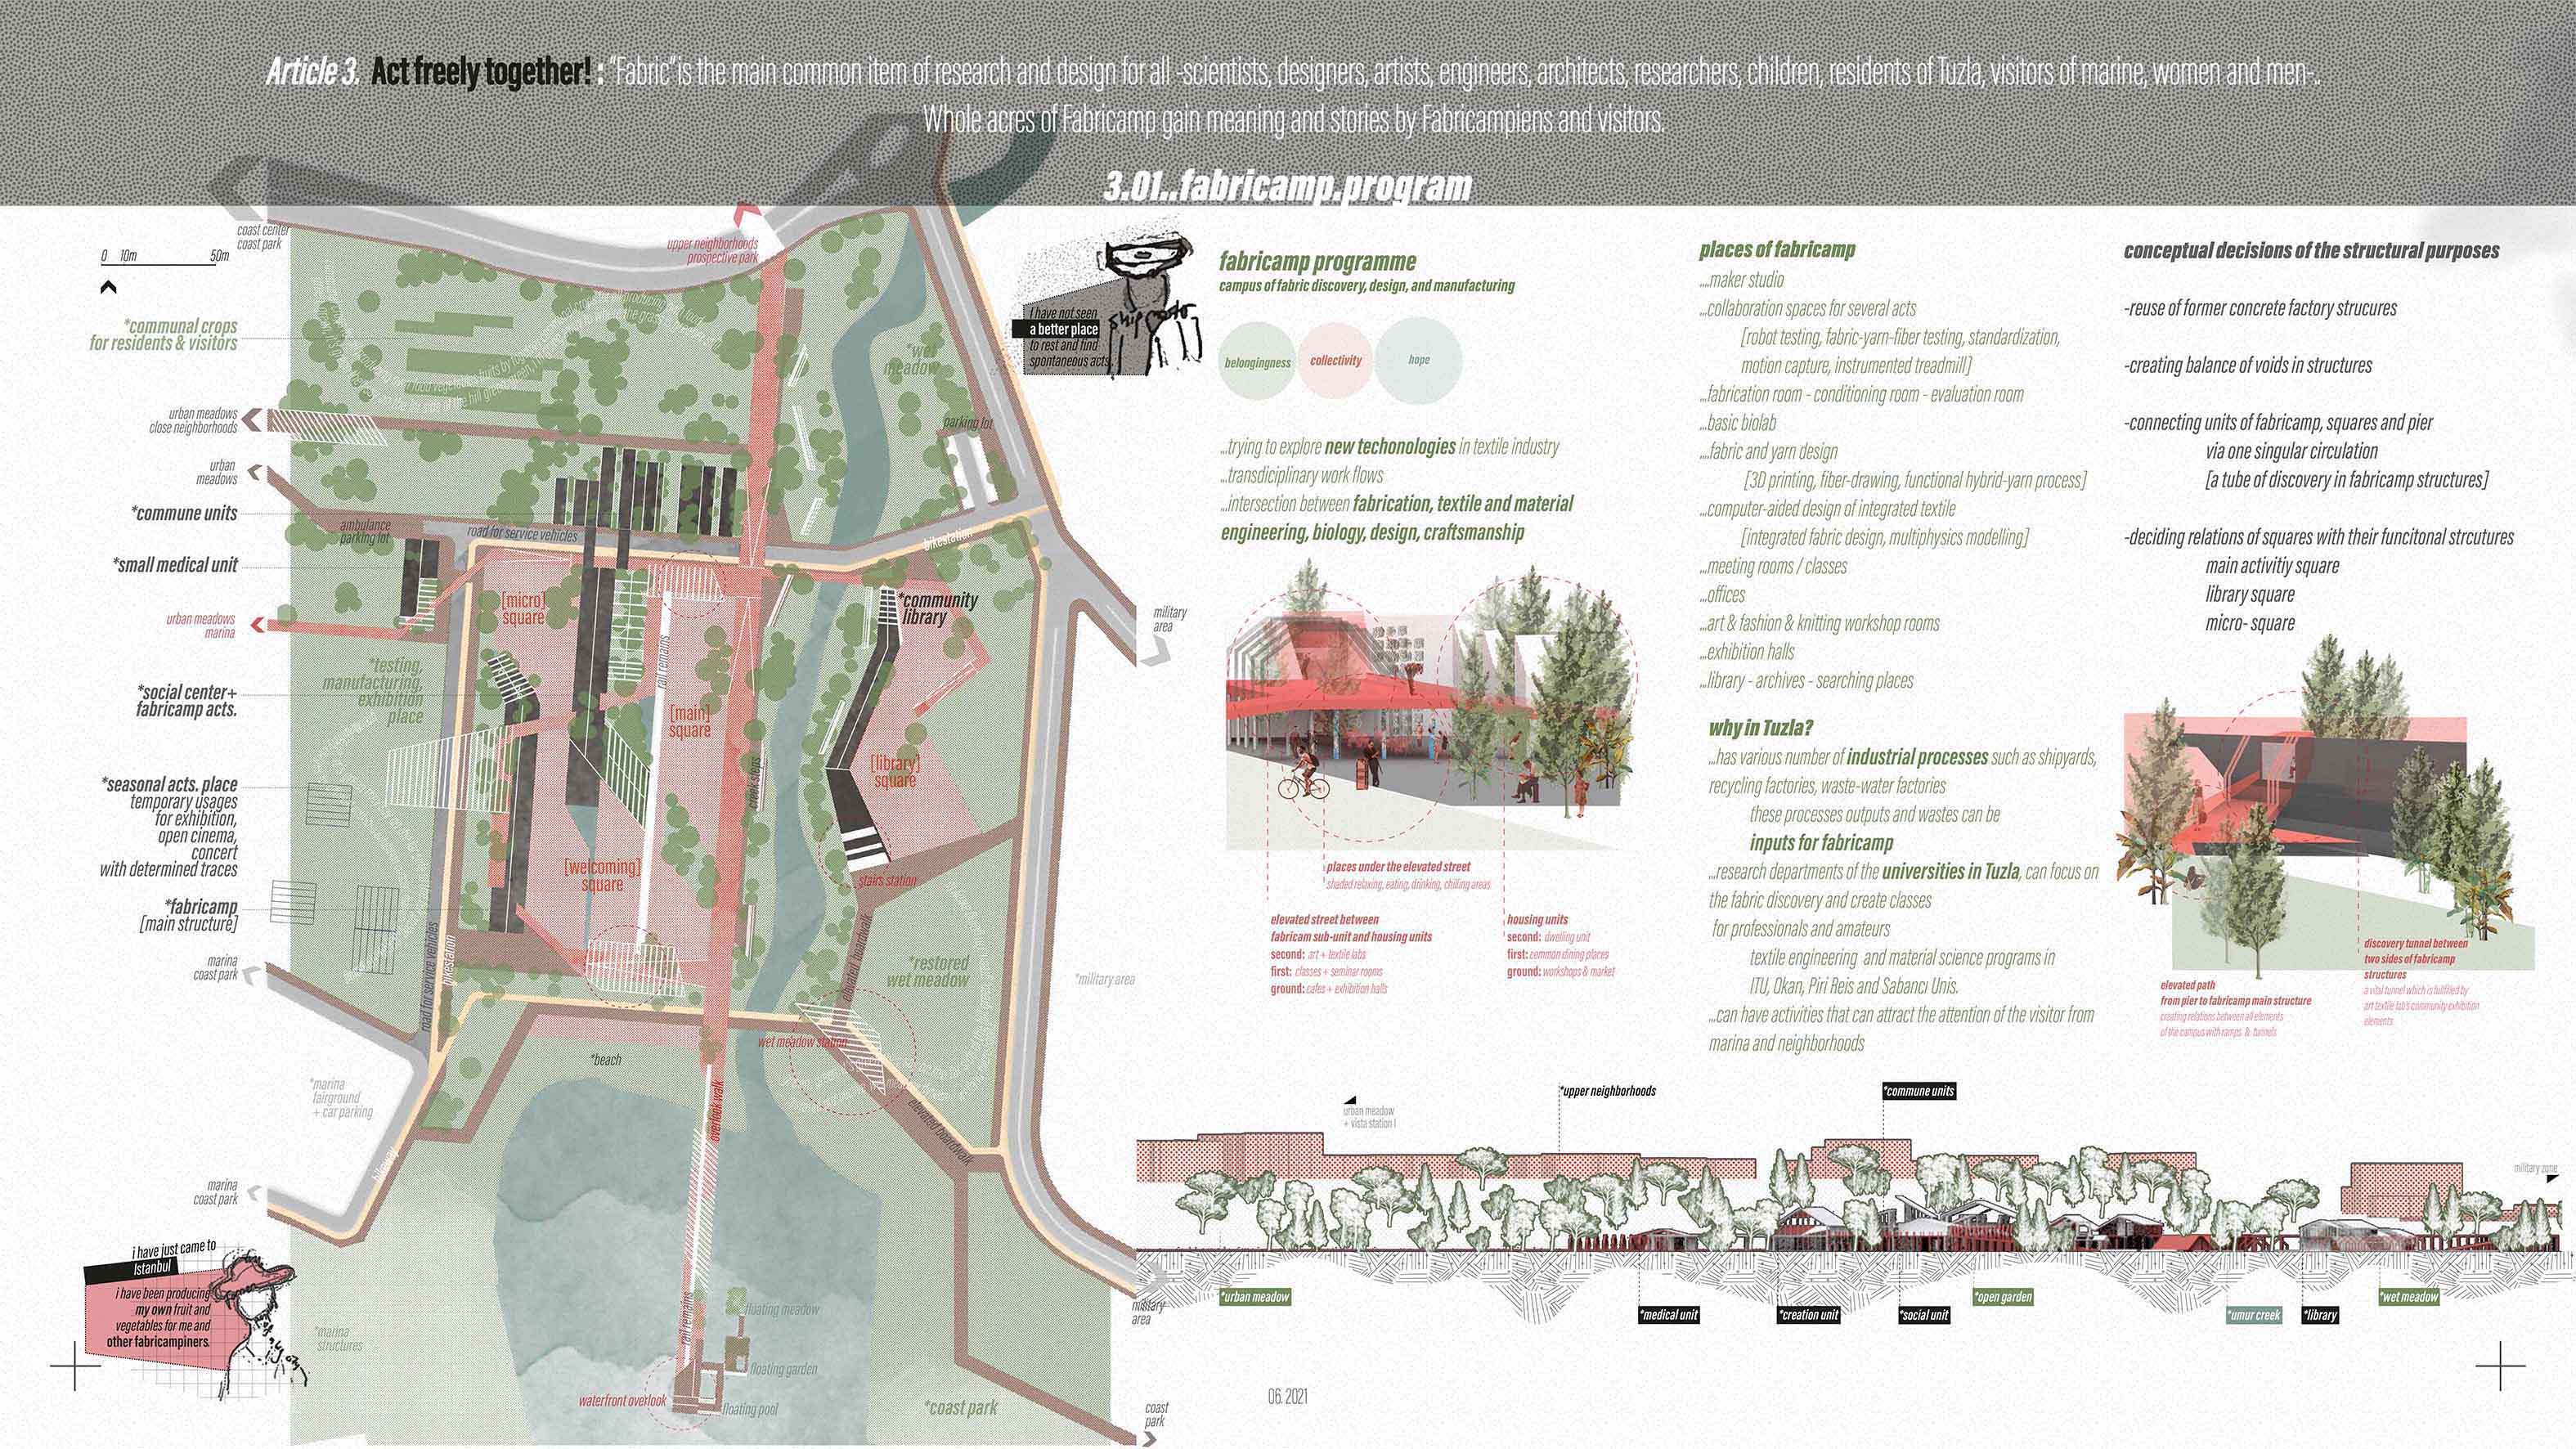 Article 3. Act freely together! : "Fabric" is the main common item of research and design for all -scientists, designers, artists, engineers, architects, researchers, children, residents of Tuzla, visitors of marine, women and men-.
Whole acres of Fabricamp gain meaning and stories by Fabricampiens and visitors.
3.01..fabricamp.program
0 10m 50m
coast center
coast park
upper neighborhoods
prospective park
*communal crops
for residents & visitors
urban meadows
close neighborhoods
urban
meadows
*commune units
*small medical unit
urban meadows
marina
*social center+
fabricamp acts.
*seasonal acts. place
temporary usages
for exhibition,
open cinema,
concert
with determined traces
*fabricamp
[main structure]
marina
coast park
*marina
fairground
+ car parking
marina
coast park
*marina
structures
i have just came to
Istanbul
i have been producing
my own fruit and
vegetables for me and
other fabricampiners.
*wet
meadow
parking lot
ambulance
parking lot
road for service vehicles
bikestation
[micro]
square
*community
library
rail remains
*testing,
manufacturing,
exhibition
place
[main]
square
[library]
square
creek steps
[welcoming]
square
stairs station
road for service vehicles
bikestation
elevated boardwalk
*restored
wet meadow
wet meadow station
*beach
overlook walk
elevated boardwalk
bikeway
rail remains
floating meadow
floating garden
floating pool
waterfront overlook
*coast park
military
area
*military area
military
area
coast
park
I have not seen
a better place
to rest and find
spontaneous acts
fabricamp programme
campus of fabric discovery, design, and manufacturing
belongingness
collectivity
hope
...trying to explore new techonologies in textile industry
...transdiciplinary work flows
...intersection between fabrication, textile and material
engineering, biology, design, craftsmanship
places under the elevated street
shaded relaxing, eating, drinking, chilling areas
elevated street between
fabricam sub-unit and housing units
second: art + textile labs
first: classes + seminar rooms
ground: cafes + exhibition halls
housing units
second: dwelling unit
first: common dining places
ground: workshops & market
places of fabricamp
...maker studio
...collaboration spaces for several acts
[robot testing, fabric-yarn-fiber testing, standardization,
motion capture, instrumented treadmill]
...fabrication room - conditioning room - evaluation room
...basic biolab
...fabric and yarn design
[3D printing, fiber-drawing, functional hybrid-yarn process]
...computer-aided design of integrated textile
[integrated fabric design, multiphysics modelling]
...meeting rooms / classes
...offices
...art & fashion & knitting workshop rooms
...exhibition halls
...library - archives - searching places
why in Tuzla?
...has various number of industrial processes such as shipyards,
recycling factories, waste-water factories
these processes outputs and wastes can be
inputs for fabricamp
...research departments of the universities in Tuzla, can focus on
the fabric discovery and create classes
for professionals and amateurs
textile engineering and material science programs in
ITU, Okan, Piri Reis and Sabancı Unis.
...can have activities that can attract the attention of the visitor from
marina and neighborhoods
conceptual decisions of the structural purposes
-reuse of former concrete factory strucures
-creating balance of voids in structures
-connecting units of fabricamp, squares and pier
via one singular circulation
[a tube of discovery in fabricamp structures]
-deciding relations of squares with their funcitonal strcutures
main activitiy square
library square
micro- square
elevated path
from pier to fabricamp main structure
creating relations between all elements
of the campus with ramps & tunnels
discovery tunnel between
two sides of fabricamp
structures
a vital tunnel which is fullfilled by
art textile lab's community exhibition
elements
urban meadow
+ vista station I
*upper neighborhoods
*commune units
military zone
*urban meadow
*medical unit
*creation unit
*social unit
*open garden
*umur creek
*library
*wet meadow
06.2021